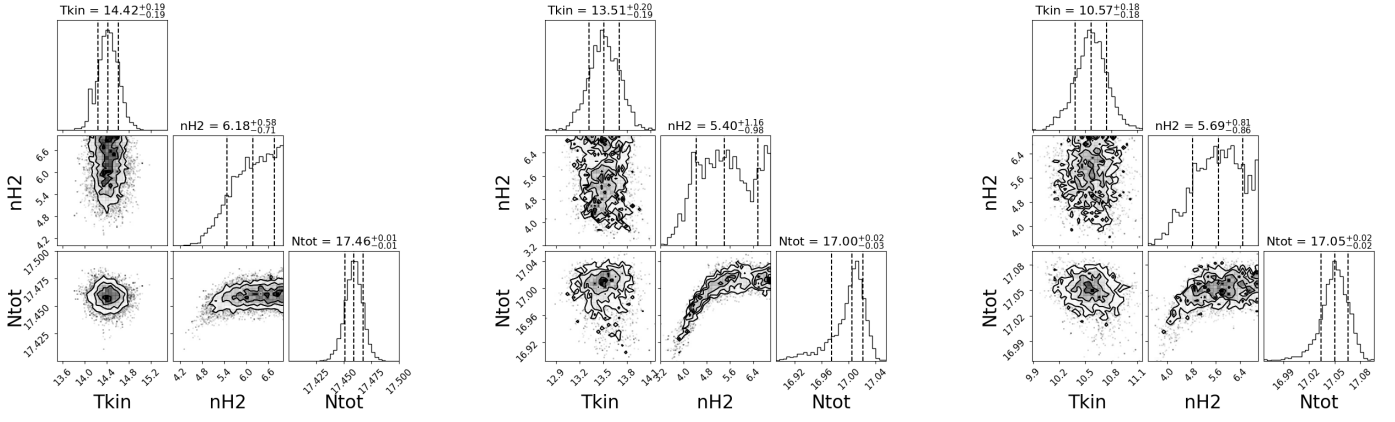 Tkin = 14.42+0.19 −0.19
nH2 = 6.18+0.58 −0.71
Ntot = 17.46+0.01 −0.01
nH2
6.6
6.0
5.4
4.8
4.2
Ntot
17.500
17.475
17.450
17.425
13.6 14.0 14.4 14.8 15.2
4.2 4.8 5.4 6.0 6.6
17.425 17.450 17.475 17.500
Tkin nH2 Ntot
Tkin = 13.51+0.20 −0.19
nH2 = 5.40+1.16 −0.98
Ntot = 17.00+0.02 −0.03
nH2
6.4
5.6
4.8
4.0
3.2
Ntot
17.04
17.00
16.96
16.92
12.9 13.2 13.5 13.8 14.1
3.2 4.0 4.8 5.6 6.4
16.92 16.96 17.00 17.04
Tkin nH2 Ntot
Tkin = 10.57+0.18 −0.18
nH2 = 5.69+0.81 −0.86
Ntot = 17.05+0.02 −0.02
nH2
6.4
5.6
4.8
4.0
Ntot
17.08
17.05
17.02
16.99
9.9 10.2 10.5 10.8 11.1
4.0 4.8 5.6 6.4
16.99 17.02 17.05 17.08
Tkin nH2 Ntot